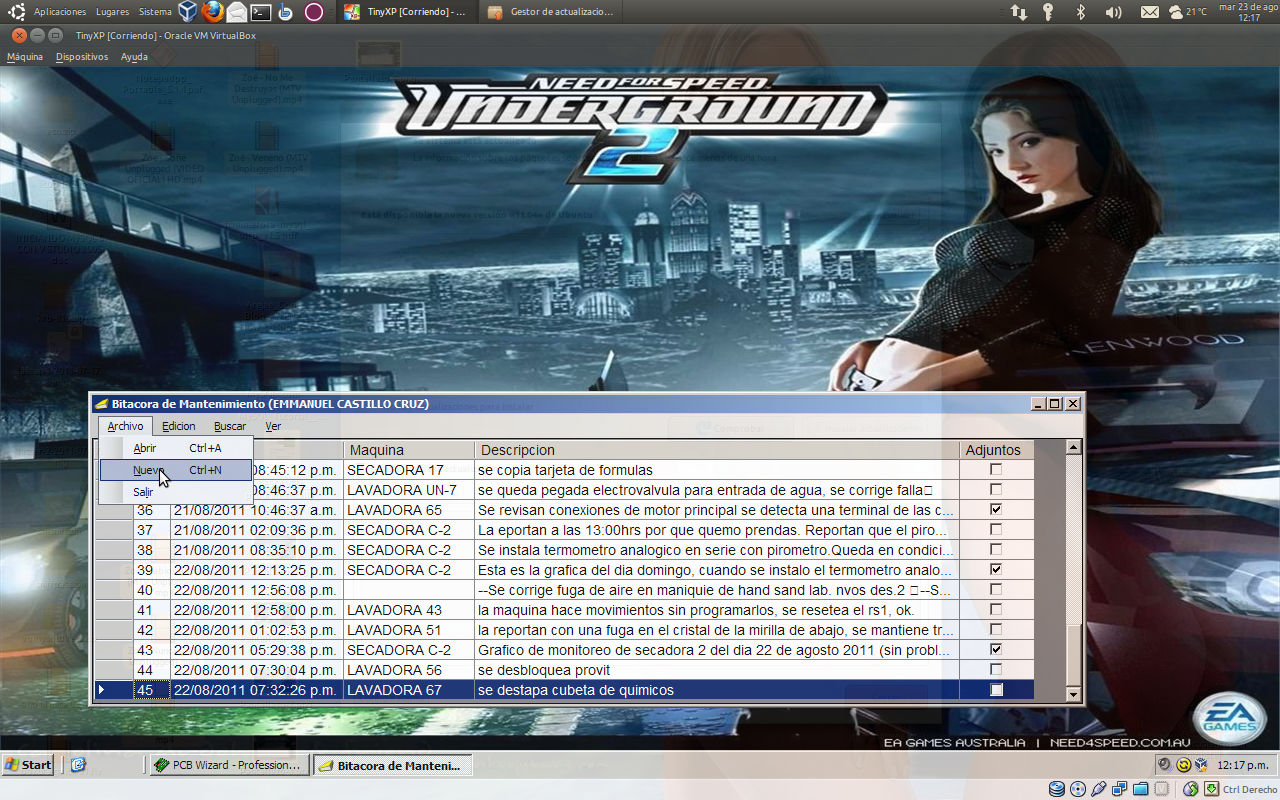 Aplicaciones Lugares Sistema TinyXP [Corriendo] - ... Gestor de actualizacio... 21°C mar 23 de ago 12:17
TinyXP [Corriendo] - Oracle VM VirtualBox
Máquina Dispositivos Ayuda
NEED FOR SPEED
UNDERGROUND
2
KENWOOD
Bitacora de Mantenimiento (EMMANUEL CASTILLO CRUZ)
Archivo Edicion Buscar Ver
Abrir Ctrl+A
Nuevo Ctrl+N
Salir
Maquina Descripcion Adjuntos
08:45:12 p.m. SECADORA 17 se copia tarjeta de formulas
08:46:37 p.m. LAVADORA UN-7 se queda pegada electrovalvula para entrada de agua, se corrige falla
36 21/08/2011 10:46:37 a.m. LAVADORA 65 Se revisan conexiones de motor principal se detecta una terminal de las c...
37 21/08/2011 02:09:36 p.m. SECADORA C-2 La eportan a las 13:00hrs por que quemo prendas. Reportan que el piro...
38 21/08/2011 08:35:10 p.m. SECADORA C-2 Se instala termometro analogico en serie con pirometro.Queda en condici...
39 22/08/2011 12:13:25 p.m. SECADORA C-2 Esta es la grafica del dia domingo, cuando se instalo el termometro analo...
40 22/08/2011 12:56:08 p.m. --Se corrige fuga de aire en maniquie de hand sand lab. nvos des.2 --S...
41 22/08/2011 12:58:00 p.m. LAVADORA 43 la maquina hace movimientos sin programarlos, se resetea el rs1, ok.
42 22/08/2011 01:02:53 p.m. LAVADORA 51 la reportan con una fuga en el cristal de la mirilla de abajo, se mantiene tr...
43 22/08/2011 05:29:38 p.m. SECADORA C-2 Grafico de monitoreo de secadora 2 del dia 22 de agosto 2011 (sin probl...
44 22/08/2011 07:30:04 p.m. LAVADORA 56 se desbloquea provit
45 22/08/2011 07:32:26 p.m. LAVADORA 67 se destapa cubeta de quimicos
EA GAMES
EA GAMES AUSTRALIA | NEED4SPEED.COM.AU
Start PCB Wizard - Profession... Bitacora de Manteni... 12:17 p.m.
Ctrl Derecho